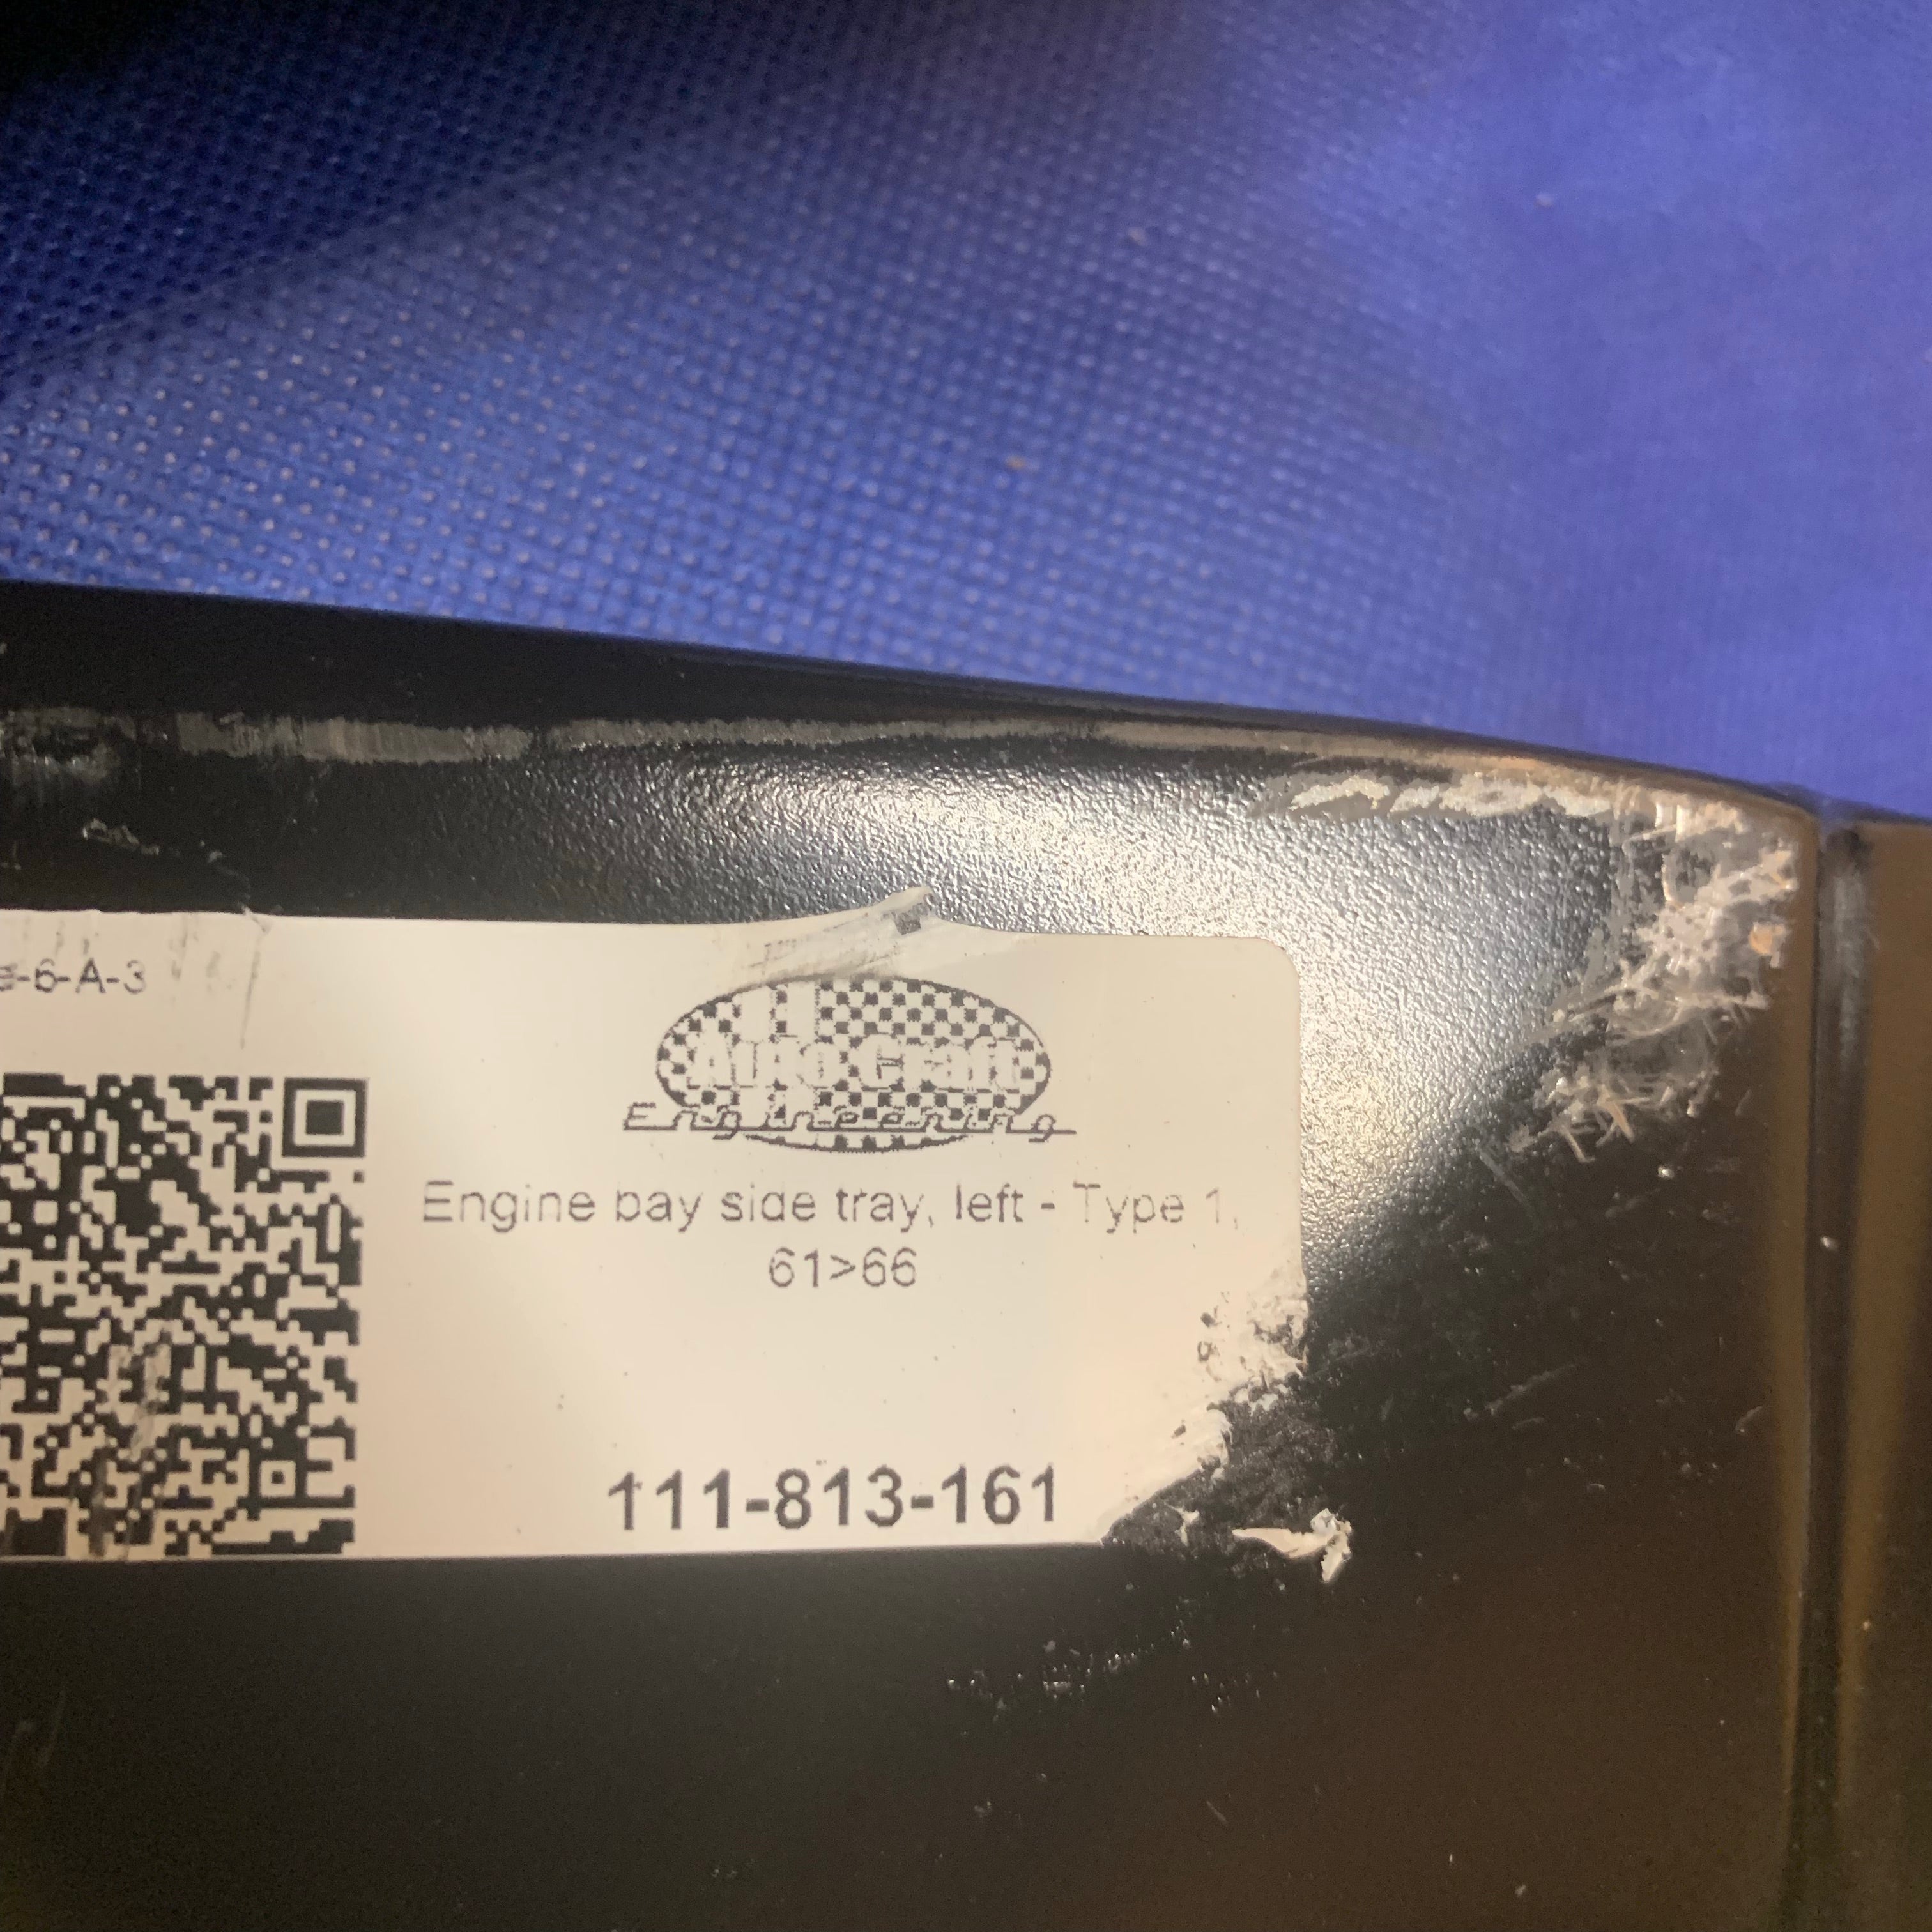 -6-A-3
Auto Craft
Engineering
Engine bay side tray, left - Type 1,
61>66
111-813-161